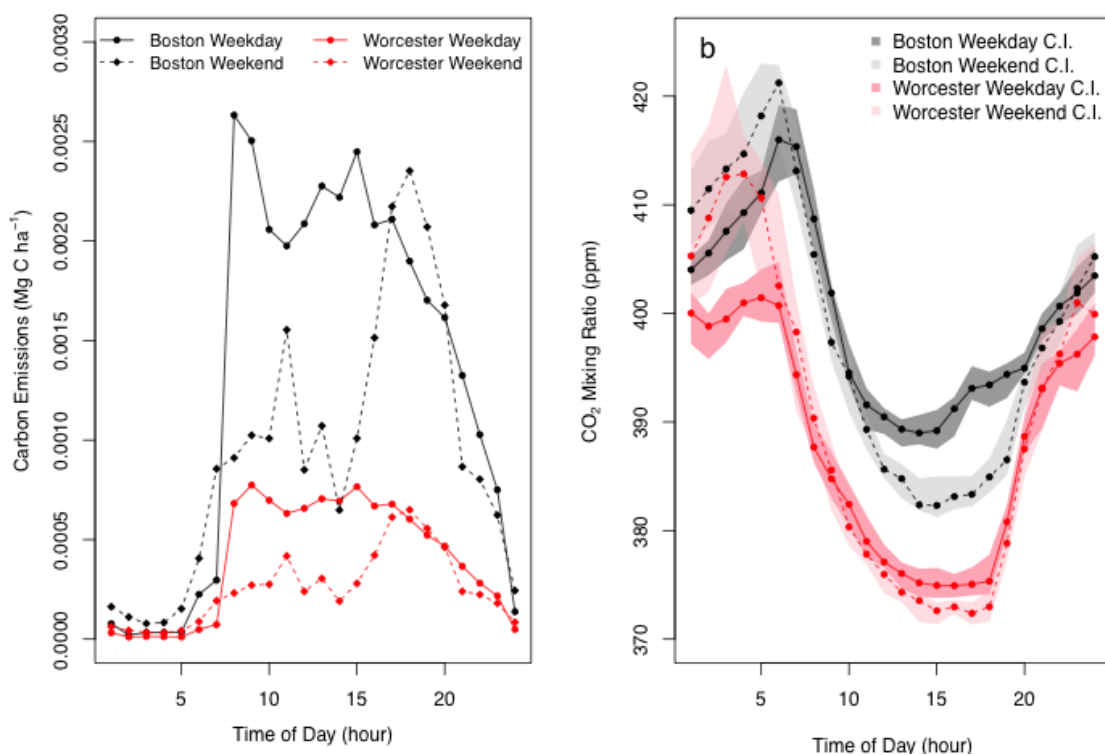 Boston Weekday
Boston Weekend
Worcester Weekday
Worcester Weekend
0.0030
0.0025
0.0020
0.0015
0.0010
0.0005
0.0000
Carbon Emissions (Mg C ha⁻¹)
5 10 15 20
Time of Day (hour)
b
Boston Weekday C.I.
Boston Weekend C.I.
Worcester Weekday C.I.
Worcester Weekend C.I.
420
410
400
390
380
370
CO₂ Mixing Ratio (ppm)
5 10 15 20
Time of Day (hour)